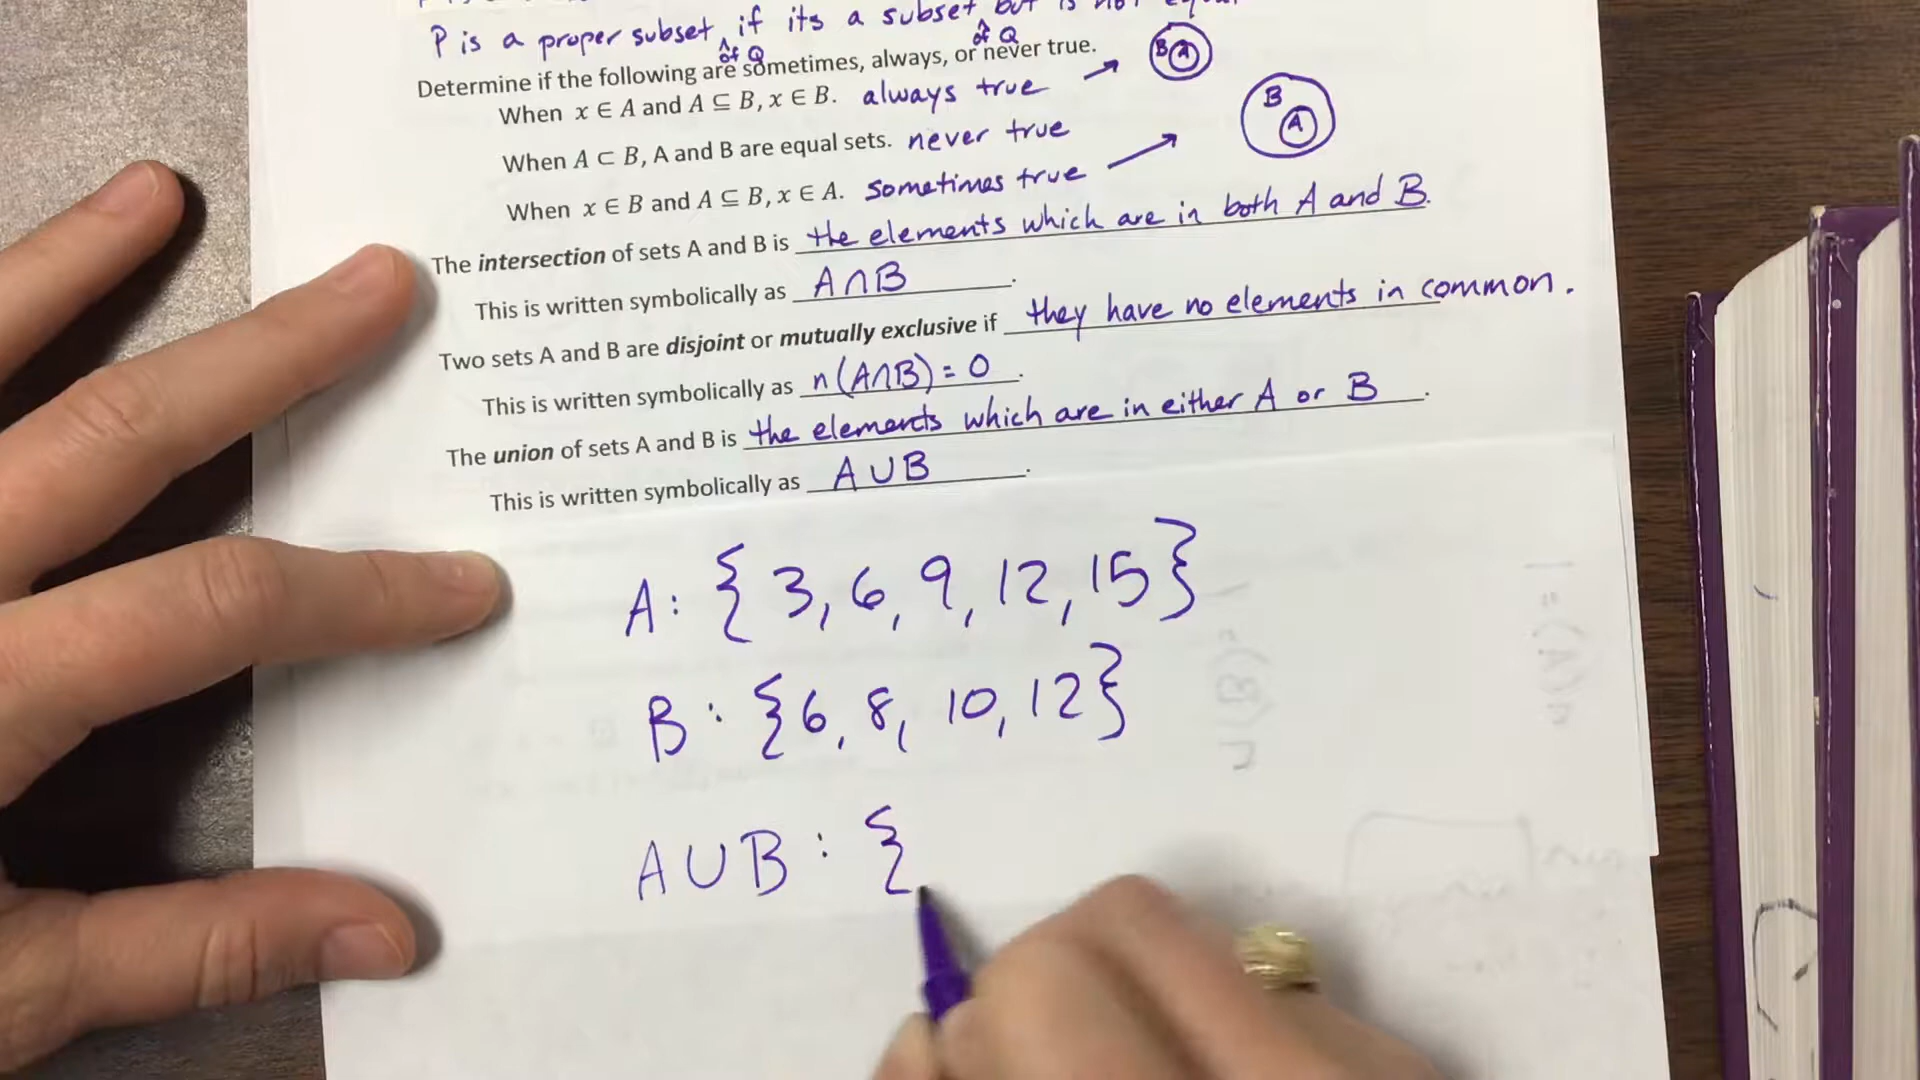 P is a proper subset of Q if its a subset of Q but is not equal
Determine if the following are sometimes, always, or never true.
When x ∈ A and A ⊆ B, x ∈ B. always true
B A
When A ⊂ B, A and B are equal sets. never true
B
A
When x ∈ B and A ⊆ B, x ∈ A. sometimes true
The intersection of sets A and B is the elements which are in both A and B.
This is written symbolically as A∩B.
Two sets A and B are disjoint or mutually exclusive if they have no elements in common.
This is written symbolically as n(A∩B)=0.
The union of sets A and B is the elements which are in either A or B.
This is written symbolically as A∪B.
A: {3, 6, 9, 12, 15}
B: {6, 8, 10, 12}
A∪B: {